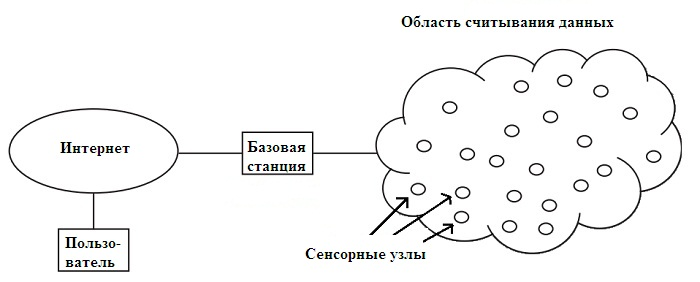 Область считывания данных
Интернет
Базовая
станция
Пользо-
ватель
Сенсорные узлы